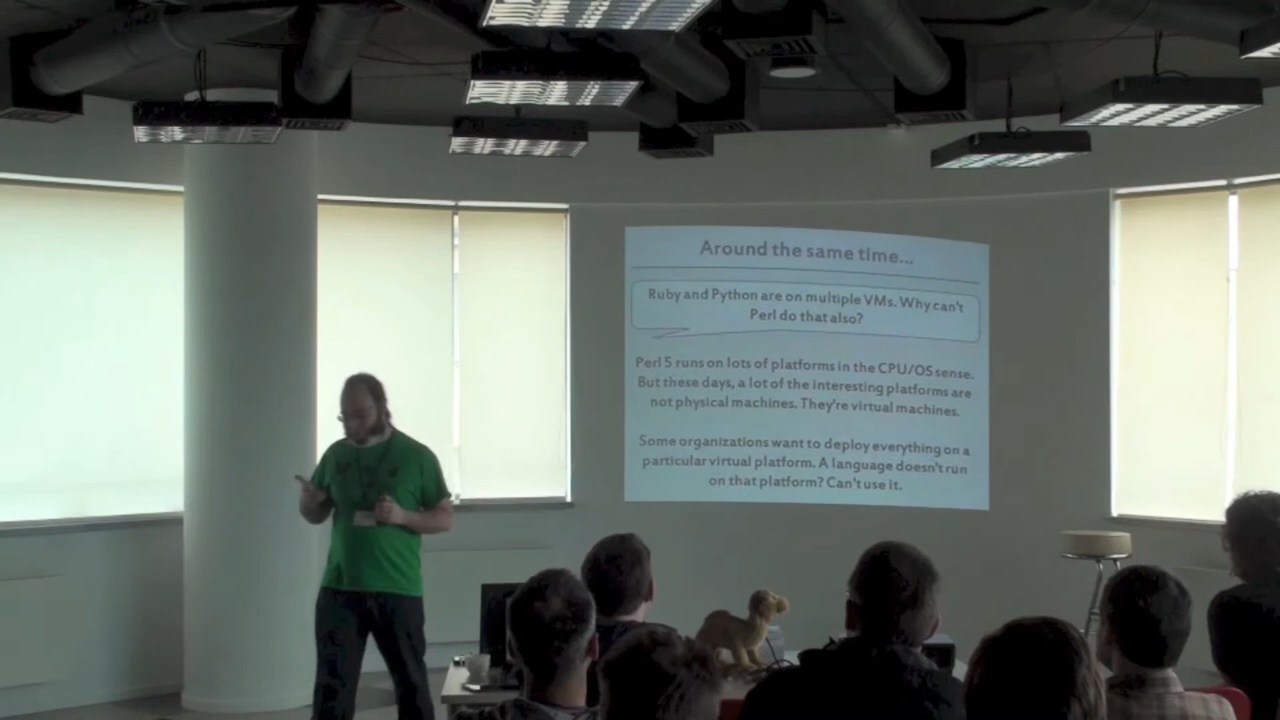 Around the same time...
Ruby and Python are on multiple VMs. Why can't
Perl do that also?
Perl 5 runs on lots of platforms in the CPU/OS sense.
But these days, a lot of the interesting platforms are
not physical machines. They're virtual machines.
Some organizations want to deploy everything on a
particular virtual platform. A language doesn't run
on that platform? Can't use it.